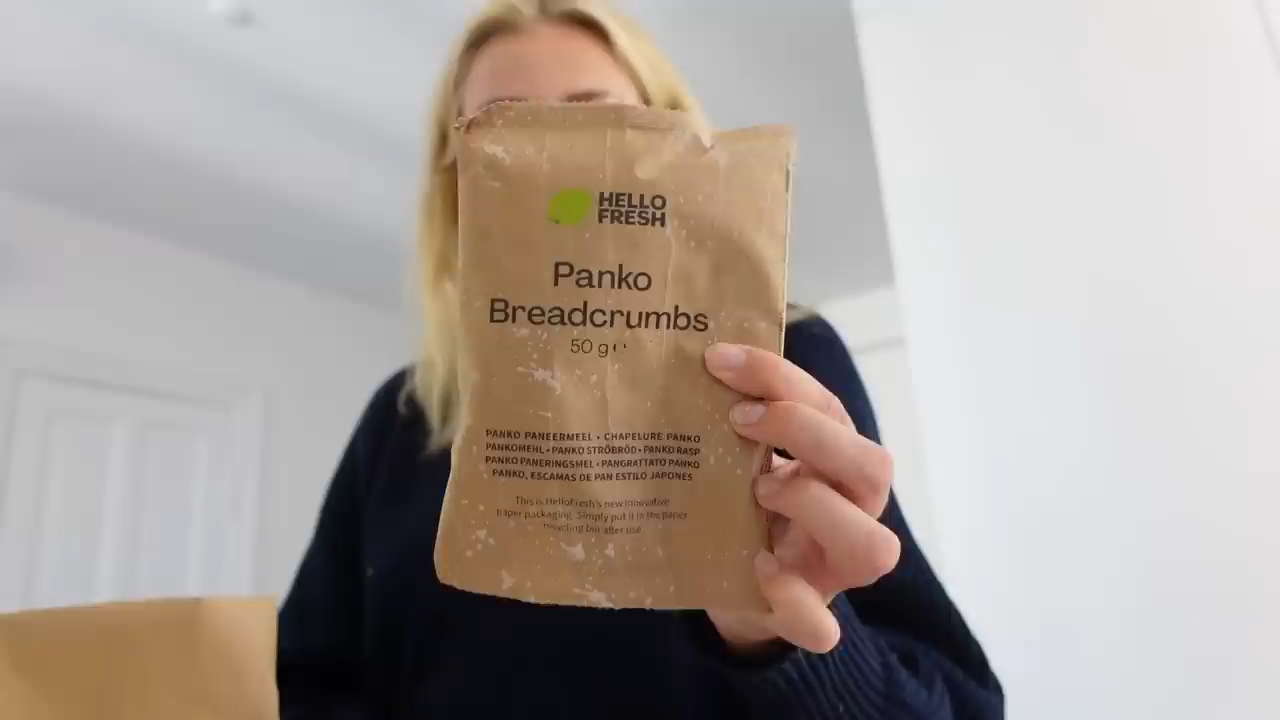 HELLO
FRESH
Panko
Breadcrumbs
50 g
PANKO PANEERMEEL • CHAPELURE PANKO
PANKOMEHL • PANKO STRÖBRÖD • PANKO RASP
PANKO PANERINGSMEL • PANGRATTATO PANKO
PANKO, ESCAMAS DE PAN ESTILO JAPONES
This is HelloFresh's new innovative
paper packaging. Simply put it in the paper
recycling bin after use.